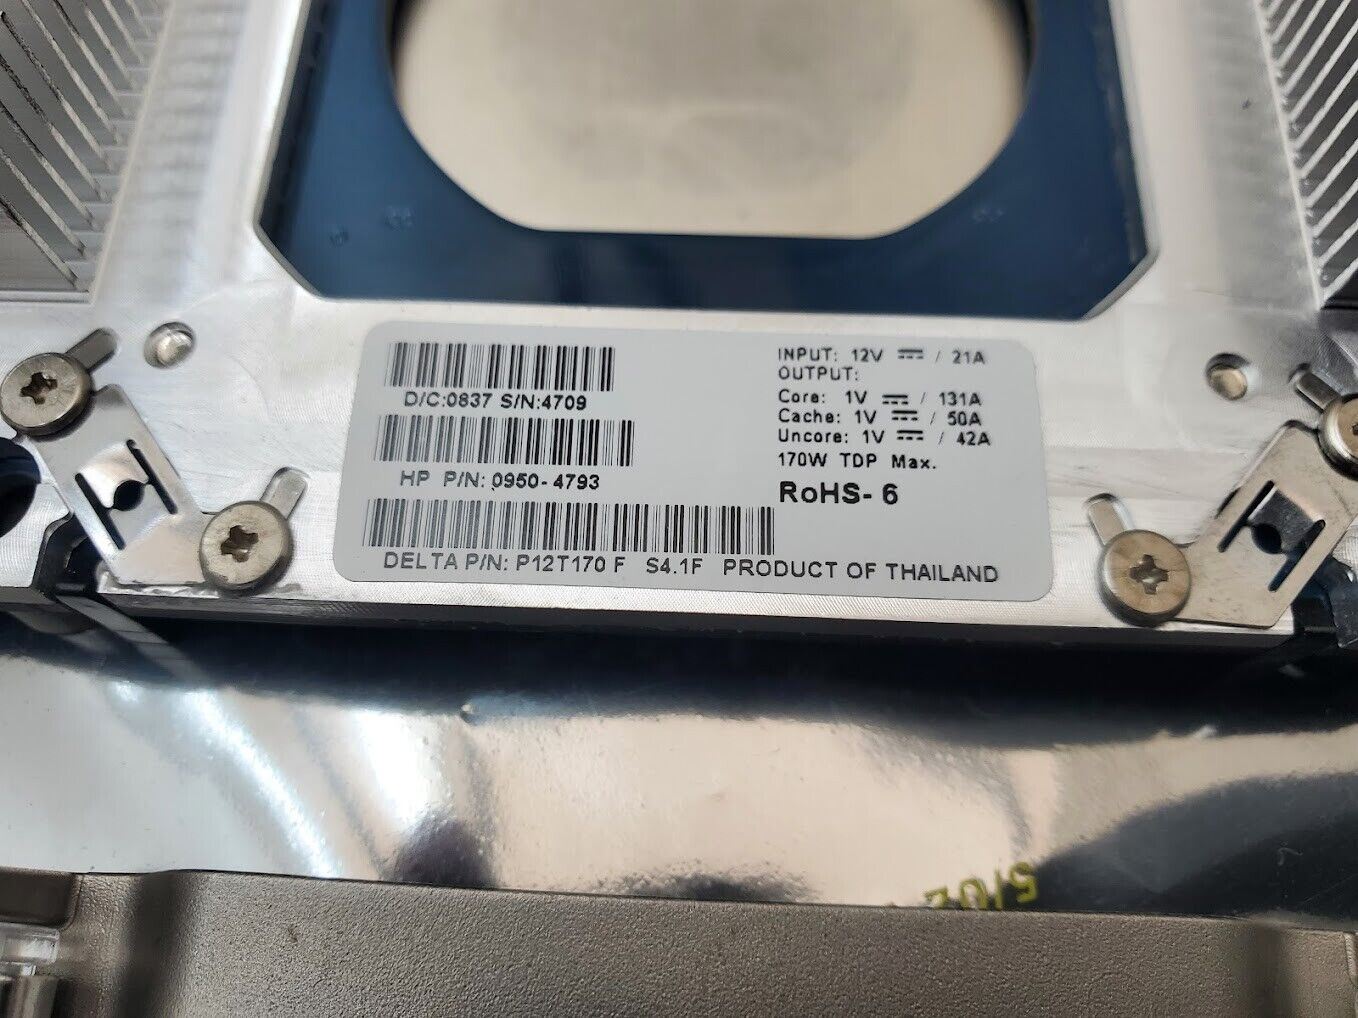 D/C:0837 S/N:4709
HP P/N: 0950-4793
DELTA P/N: P12T170 F S4.1F PRODUCT OF THAILAND
INPUT: 12V ⎓ / 21A
OUTPUT:
Core: 1V ⎓ / 131A
Cache: 1V ⎓ / 50A
Uncore: 1V ⎓ / 42A
170W TDP Max.
RoHS-6